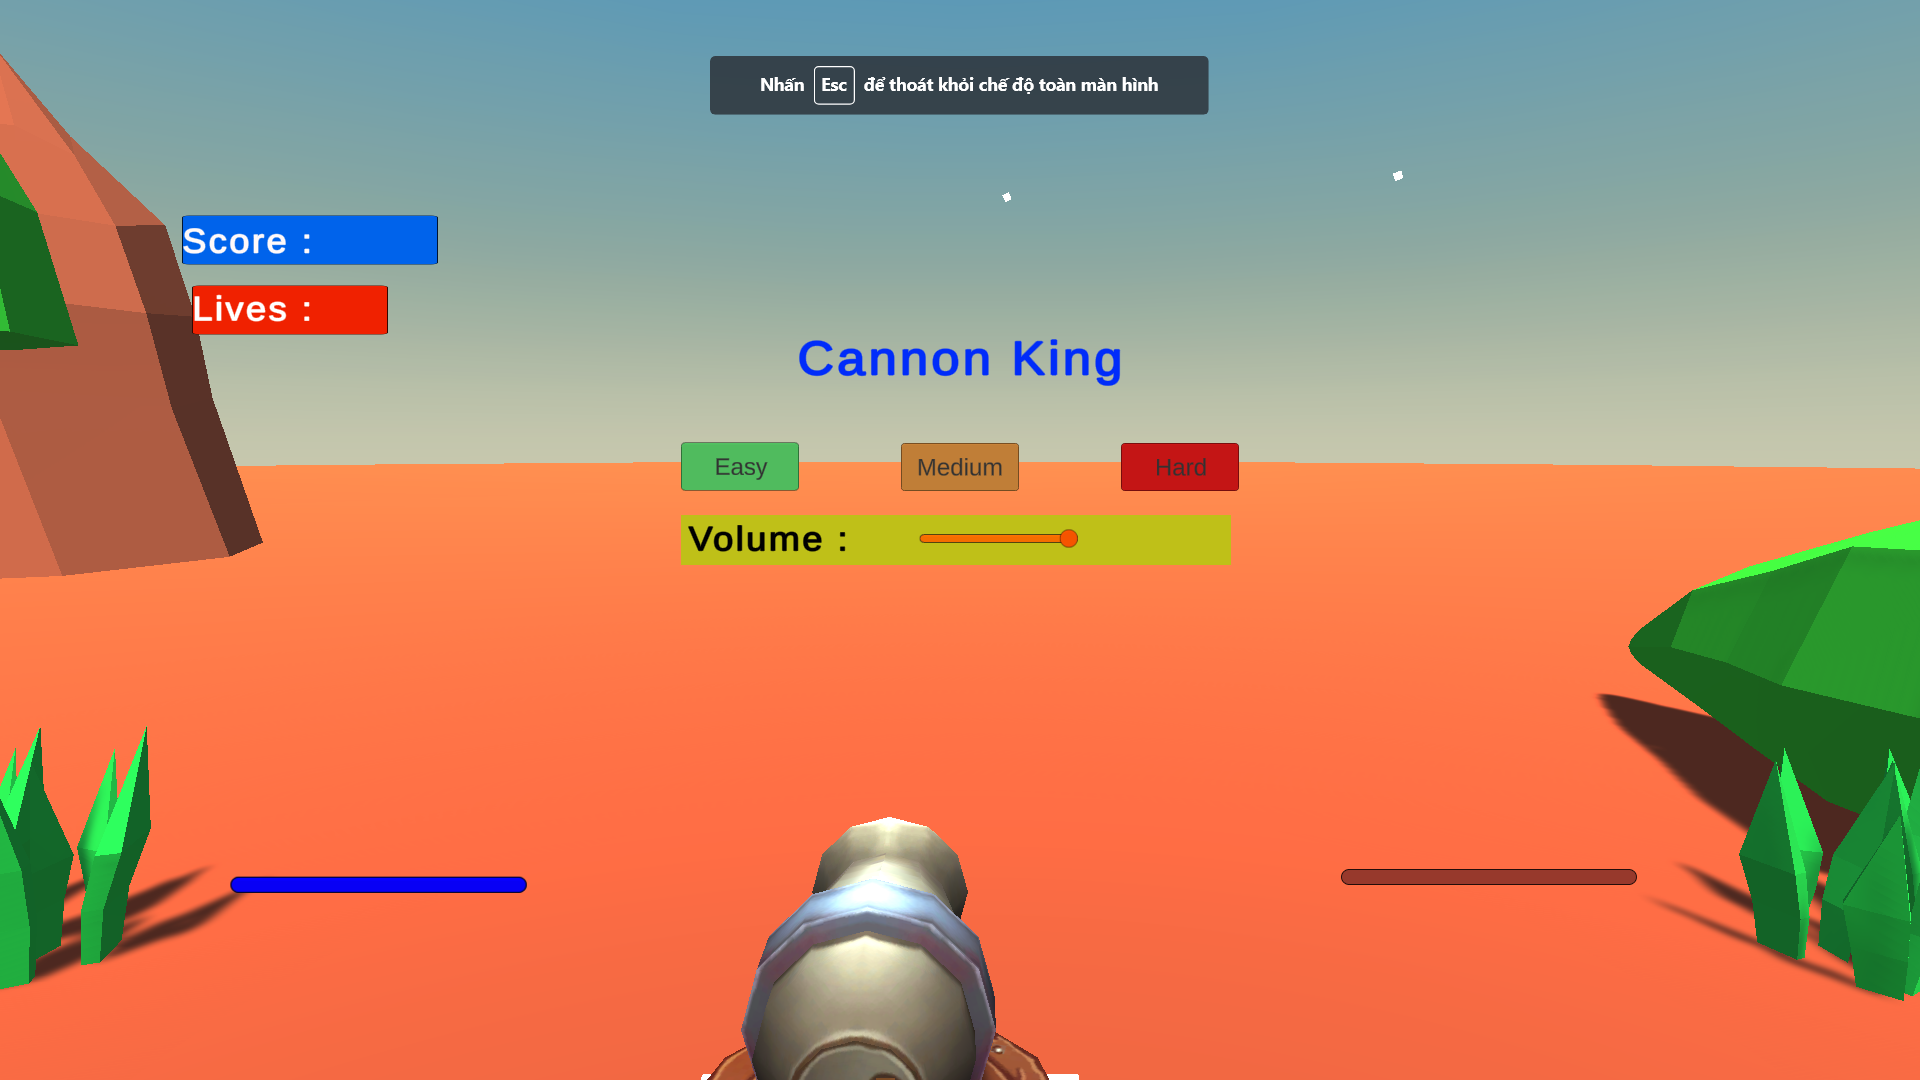 Nhấn Esc để thoát khỏi chế độ toàn màn hình
Score :
Lives :
Cannon King
Easy Medium Hard
Volume :